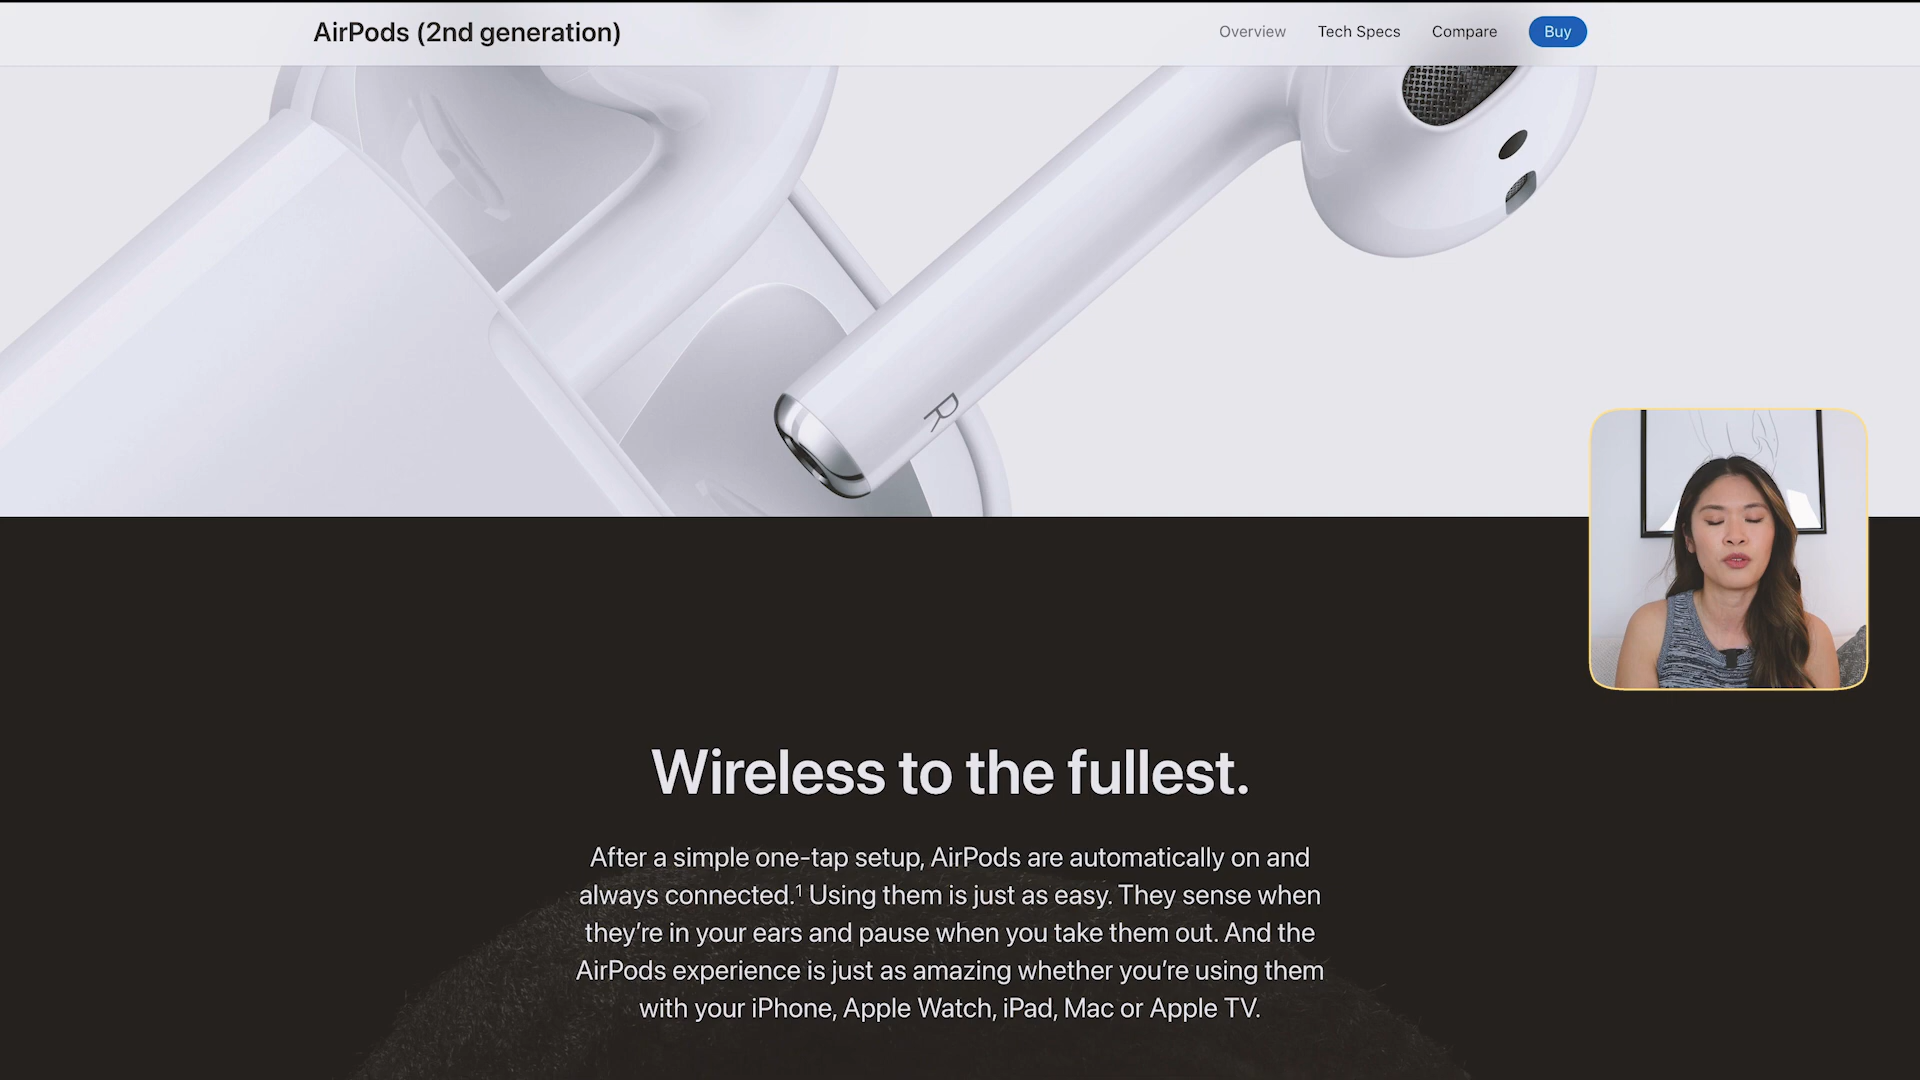 AirPods (2nd generation)
Overview Tech Specs Compare Buy
R
Wireless to the fullest.
After a simple one-tap setup, AirPods are automatically on and
always connected.¹ Using them is just as easy. They sense when
they’re in your ears and pause when you take them out. And the
AirPods experience is just as amazing whether you’re using them
with your iPhone, Apple Watch, iPad, Mac or Apple TV.